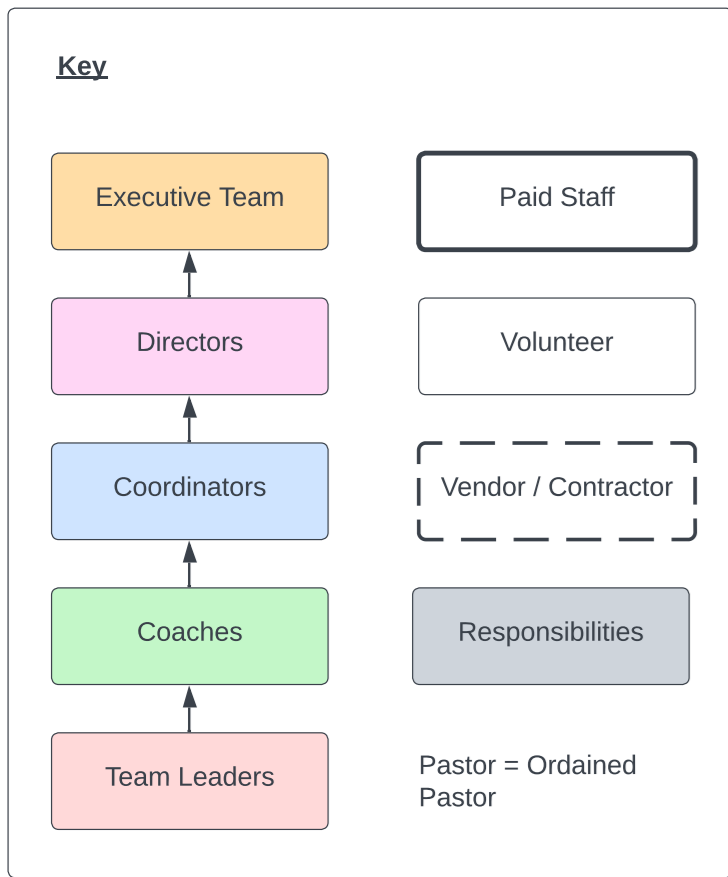 Key
Executive Team
Paid Staff
Directors
Volunteer
Coordinators
Vendor / Contractor
Coaches
Responsibilities
Team Leaders
Pastor = Ordained
Pastor